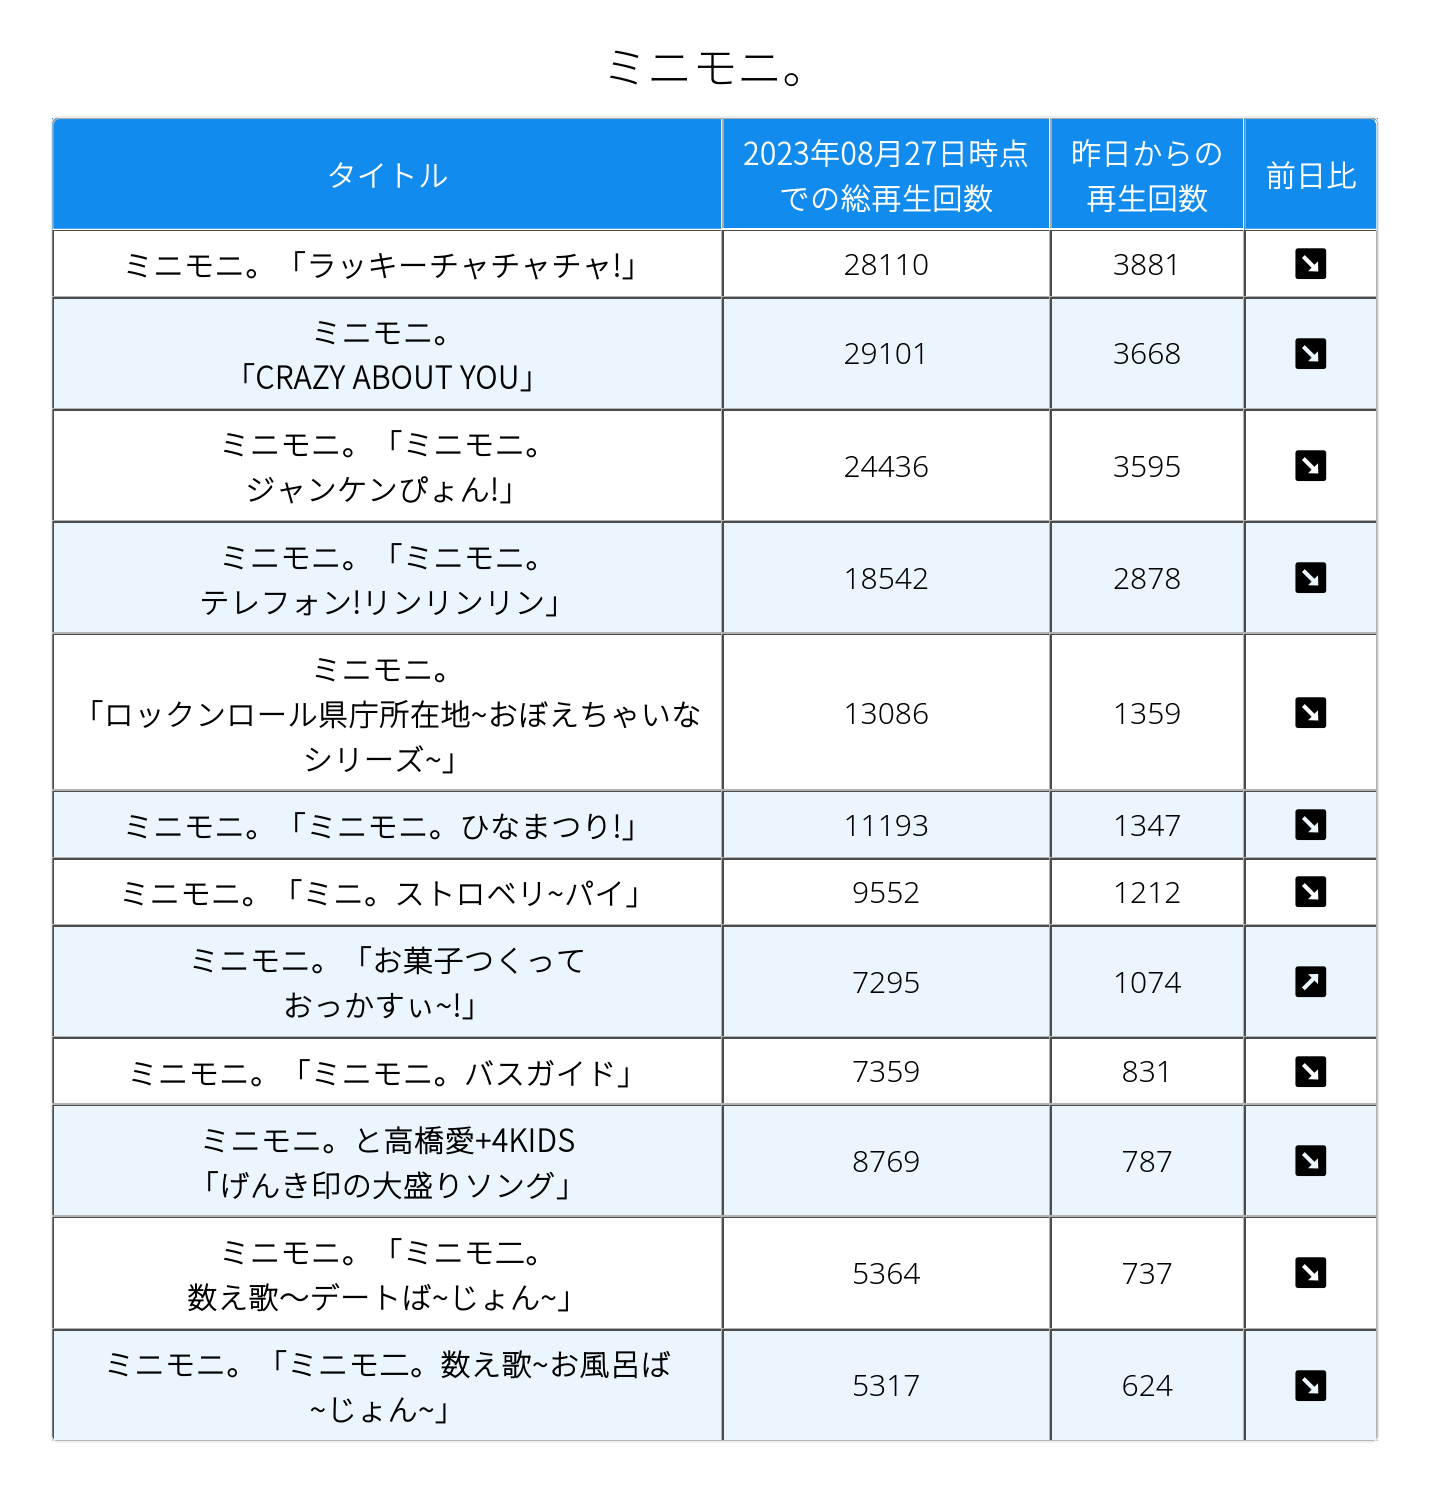 ミニモニ。
タイトル
2023年08月27日時点
での総再生回数
昨日からの
再生回数
前日比
ミニモニ。「ラッキーチャチャチャ!」
28110
3881
ミニモニ。
「CRAZY ABOUT YOU」
29101
3668
ミニモニ。「ミニモニ。
ジャンケンぴょん!」
24436
3595
ミニモニ。「ミニモニ。
テレフォン!リンリンリン」
18542
2878
ミニモニ。
「ロックンロール県庁所在地~おぼえちゃいな
シリーズ~」
13086
1359
ミニモニ。「ミニモニ。ひなまつり!」
11193
1347
ミニモニ。「ミニ。ストロベリ~パイ」
9552
1212
ミニモニ。「お菓子つくって
おっかすぃ~!」
7295
1074
ミニモニ。「ミニモニ。バスガイド」
7359
831
ミニモニ。と高橋愛+4KIDS
「げんき印の大盛りソング」
8769
787
ミニモニ。「ミニモ二。
数え歌～デートば~じょん~」
5364
737
ミニモニ。「ミニモ二。数え歌~お風呂ば
~じょん~」
5317
624